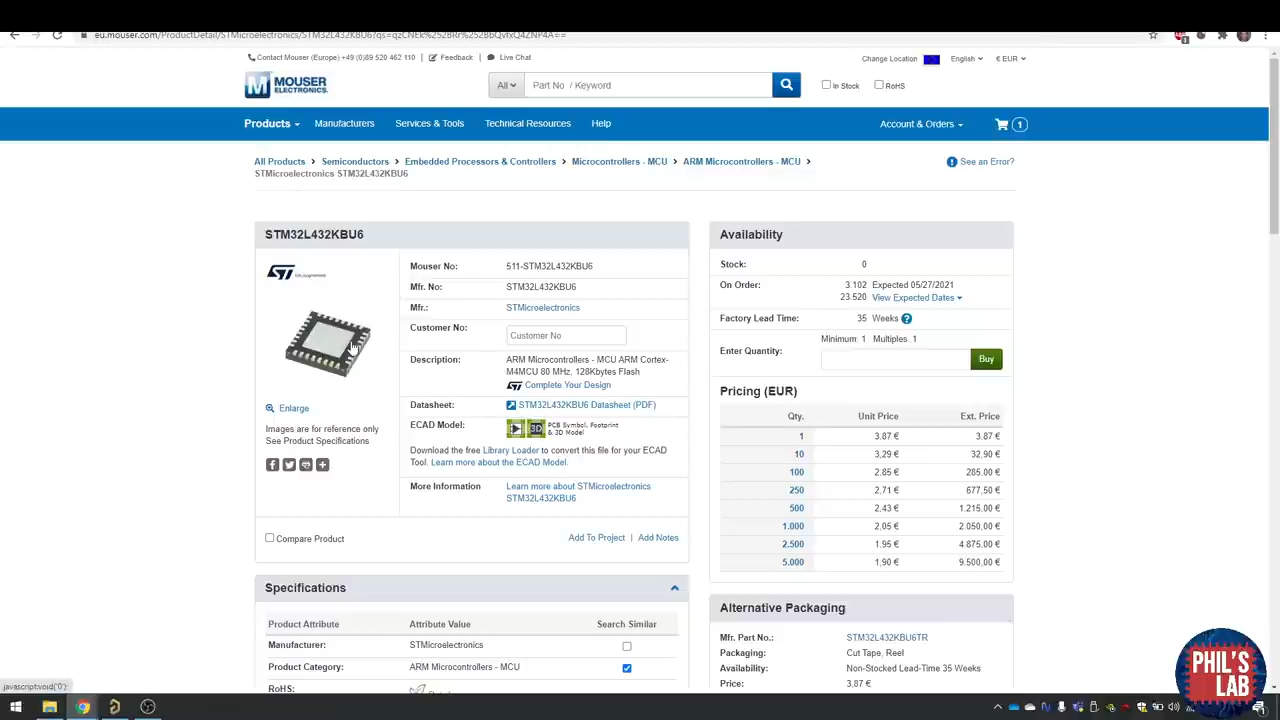 eu.mouser.com/ProductDetail/STMicroelectronics/STM32L432KBU6?qs=qzCNEk%252BRr%252BbQvfxQ4ZNP4A==
Contact Mouser (Europe) +49 (0)89 520 462 110 | Feedback Live Chat
Change Location English € EUR
MOUSER
ELECTRONICS.
All Part No / Keyword
In Stock RoHS
Products Manufacturers Services & Tools Technical Resources Help
Account & Orders 1
All Products > Semiconductors > Embedded Processors & Controllers > Microcontrollers - MCU > ARM Microcontrollers - MCU >
STMicroelectronics STM32L432KBU6
See an Error?
STM32L432KBU6
Mouser No: 511-STM32L432KBU6
Mfr. No: STM32L432KBU6
Mfr.: STMicroelectronics
Customer No: Customer No
Description: ARM Microcontrollers - MCU ARM Cortex-
M4MCU 80 MHz, 128Kbytes Flash
Complete Your Design
Datasheet: STM32L432KBU6 Datasheet (PDF)
ECAD Model: 3D PCB Symbol, Footprint
& 3D Model
Download the free Library Loader to convert this file for your ECAD
Tool. Learn more about the ECAD Model.
More Information Learn more about STMicroelectronics
STM32L432KBU6
Enlarge
Images are for reference only
See Product Specifications
Compare Product
Add To Project | Add Notes
Specifications
Product Attribute Attribute Value Search Similar
Manufacturer: STMicroelectronics
Product Category: ARM Microcontrollers - MCU
RoHS:
Availability
Stock: 0
On Order: 3.102 Expected 05/27/2021
23.520 View Expected Dates
Factory Lead Time: 35 Weeks ?
Minimum: 1 Multiples: 1
Enter Quantity: Buy
Pricing (EUR)
Qty. Unit Price Ext. Price
1 3,87 € 3,87 €
10 3,29 € 32,90 €
100 2,85 € 285,00 €
250 2,71 € 677,50 €
500 2,43 € 1.215,00 €
1.000 2,05 € 2.050,00 €
2.500 1,95 € 4.875,00 €
5.000 1,90 € 9.500,00 €
Alternative Packaging
Mfr. Part No.: STM32L432KBU6TR
Packaging: Cut Tape, Reel
Availability: Non-Stocked Lead-Time 35 Weeks
Price: 3,87 €
PHIL'S
LAB
javascript:void('0');